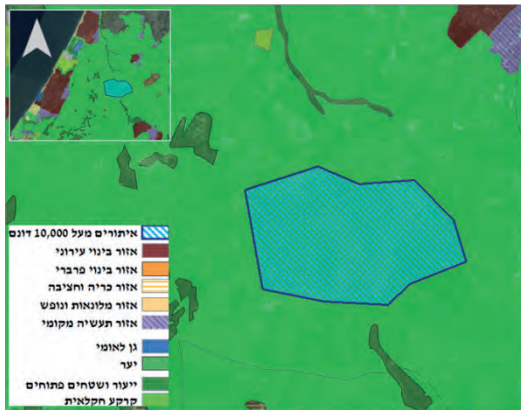 איתורים מעל 10,000 דונם
אזור בינוי עירוני
אזור בינוי פרברי
אזור כריה וחציבה
אזור מלונאות ונופש
אזור תעשיה מקומי
גן לאומי
יער
ייעור ושטחים פתוחים
קרקע חקלאית